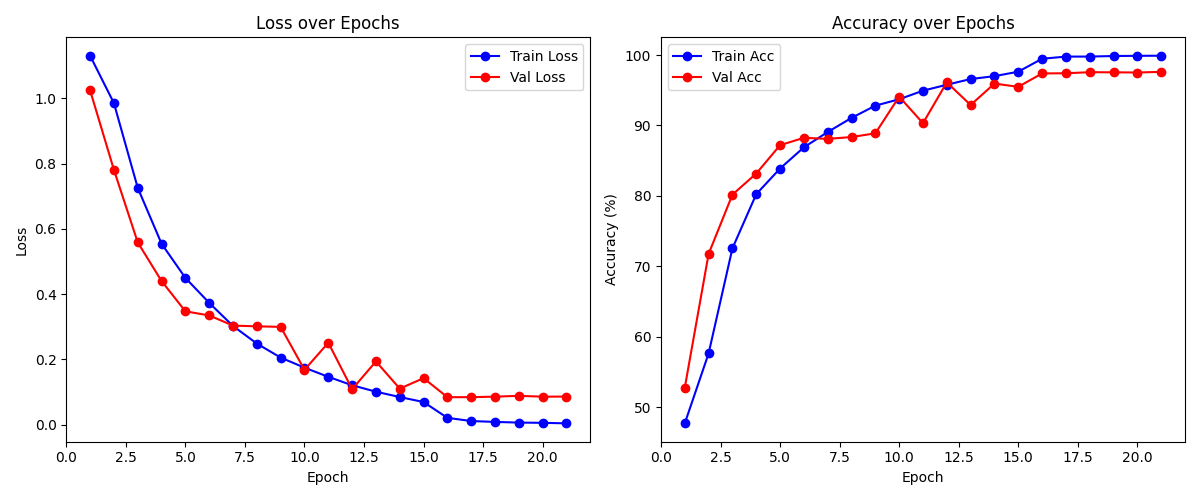 Loss over Epochs
Train Loss
Val Loss
1.0
0.8
0.6
0.4
0.2
0.0
Loss
0.0 2.5 5.0 7.5 10.0 12.5 15.0 17.5 20.0
Epoch
Accuracy over Epochs
Train Acc
Val Acc
100
90
80
70
60
50
Accuracy (%)
0.0 2.5 5.0 7.5 10.0 12.5 15.0 17.5 20.0
Epoch